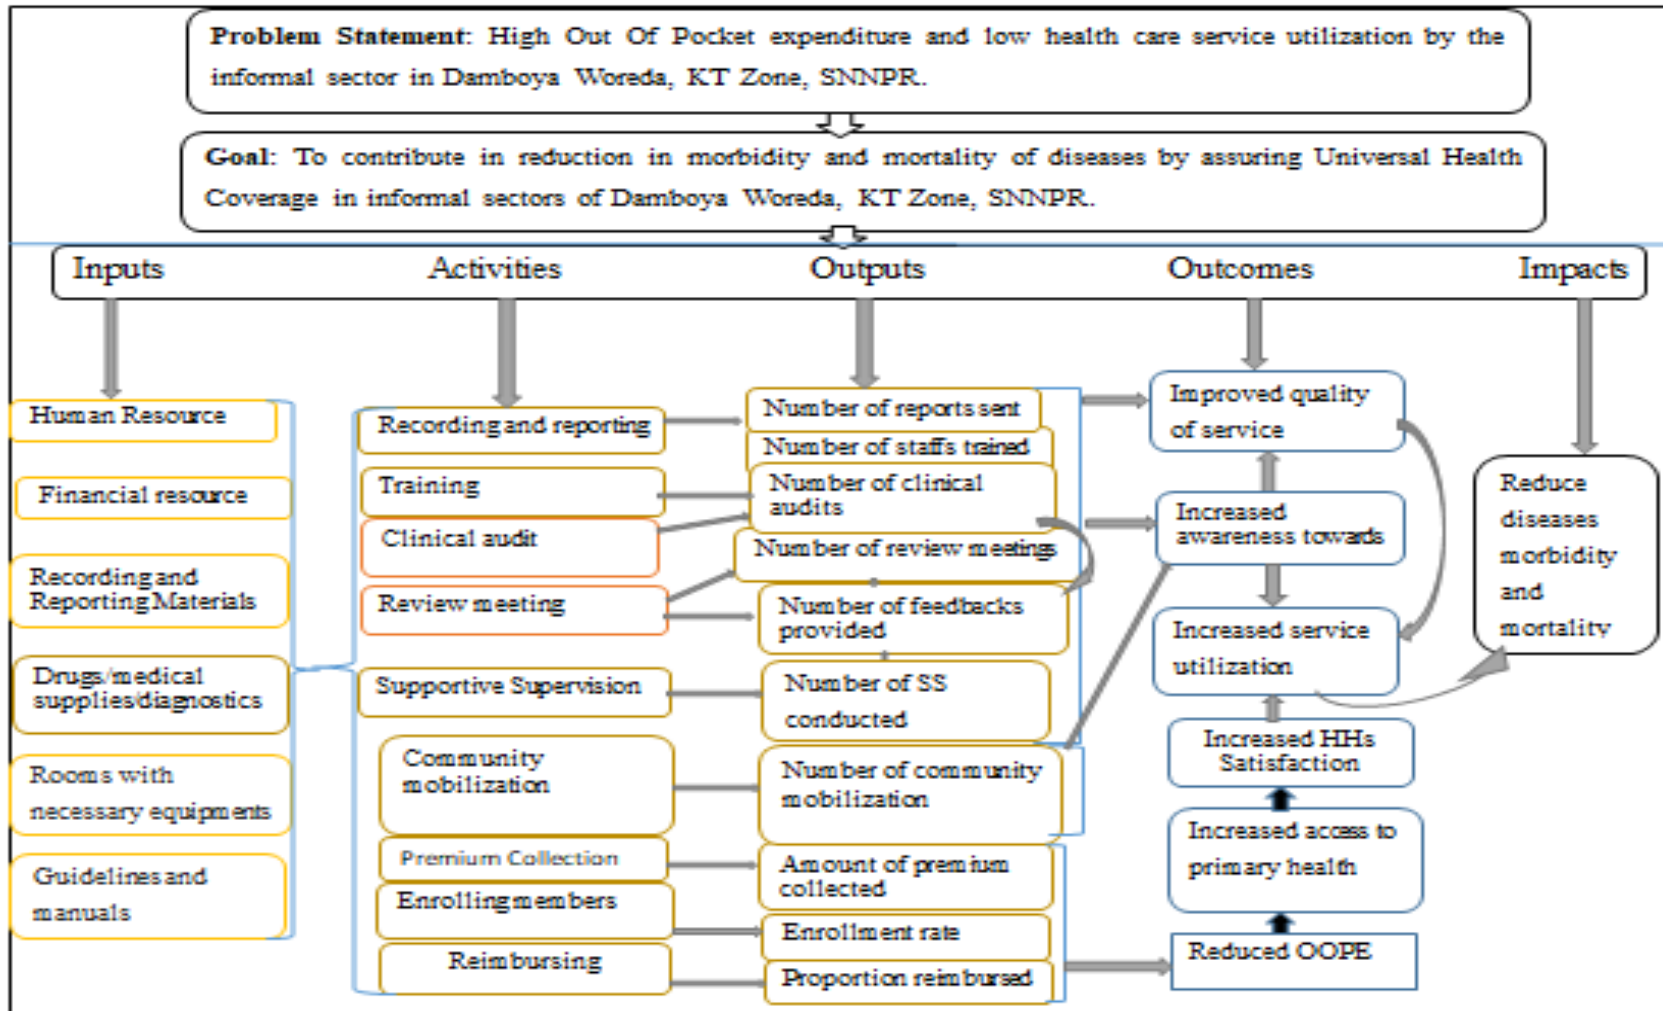 Problem Statement: High Out Of Pocket expenditure and low health care service utilization by the
informal sector in Damboya Woreda, KT Zone, SNNPR.
Goal: To contribute in reduction in morbidity and mortality of diseases by assuring Universal Health
Coverage in informal sectors of Damboya Woreda, KT Zone, SNNPR.
Inputs
Activities
Outputs
Outcomes
Impacts
Human Resource
Financial resource
Recording and
Reporting Materials
Drugs/medical
supplies/diagnostics
Rooms with
necessary equipments
Guidelines and
manuals
Recording and reporting
Training
Clinical audit
Review meeting
Supportive Supervision
Community
mobilization
Premium Collection
Enrolling members
Reimbursing
Number of reports sent
Number of staffs trained
Number of clinical
audits
Number of review meetings
Number of feedbacks
provided
Number of SS
conducted
Number of community
mobilization
Amount of premium
collected
Enrollment rate
Proportion reimbursed
Improved quality
of service
Increased
awareness towards
Increased service
utilization
Increased HHs
Satisfaction
Increased access to
primary health
Reduced OOPE
Reduce
diseases
morbidity
and
mortality